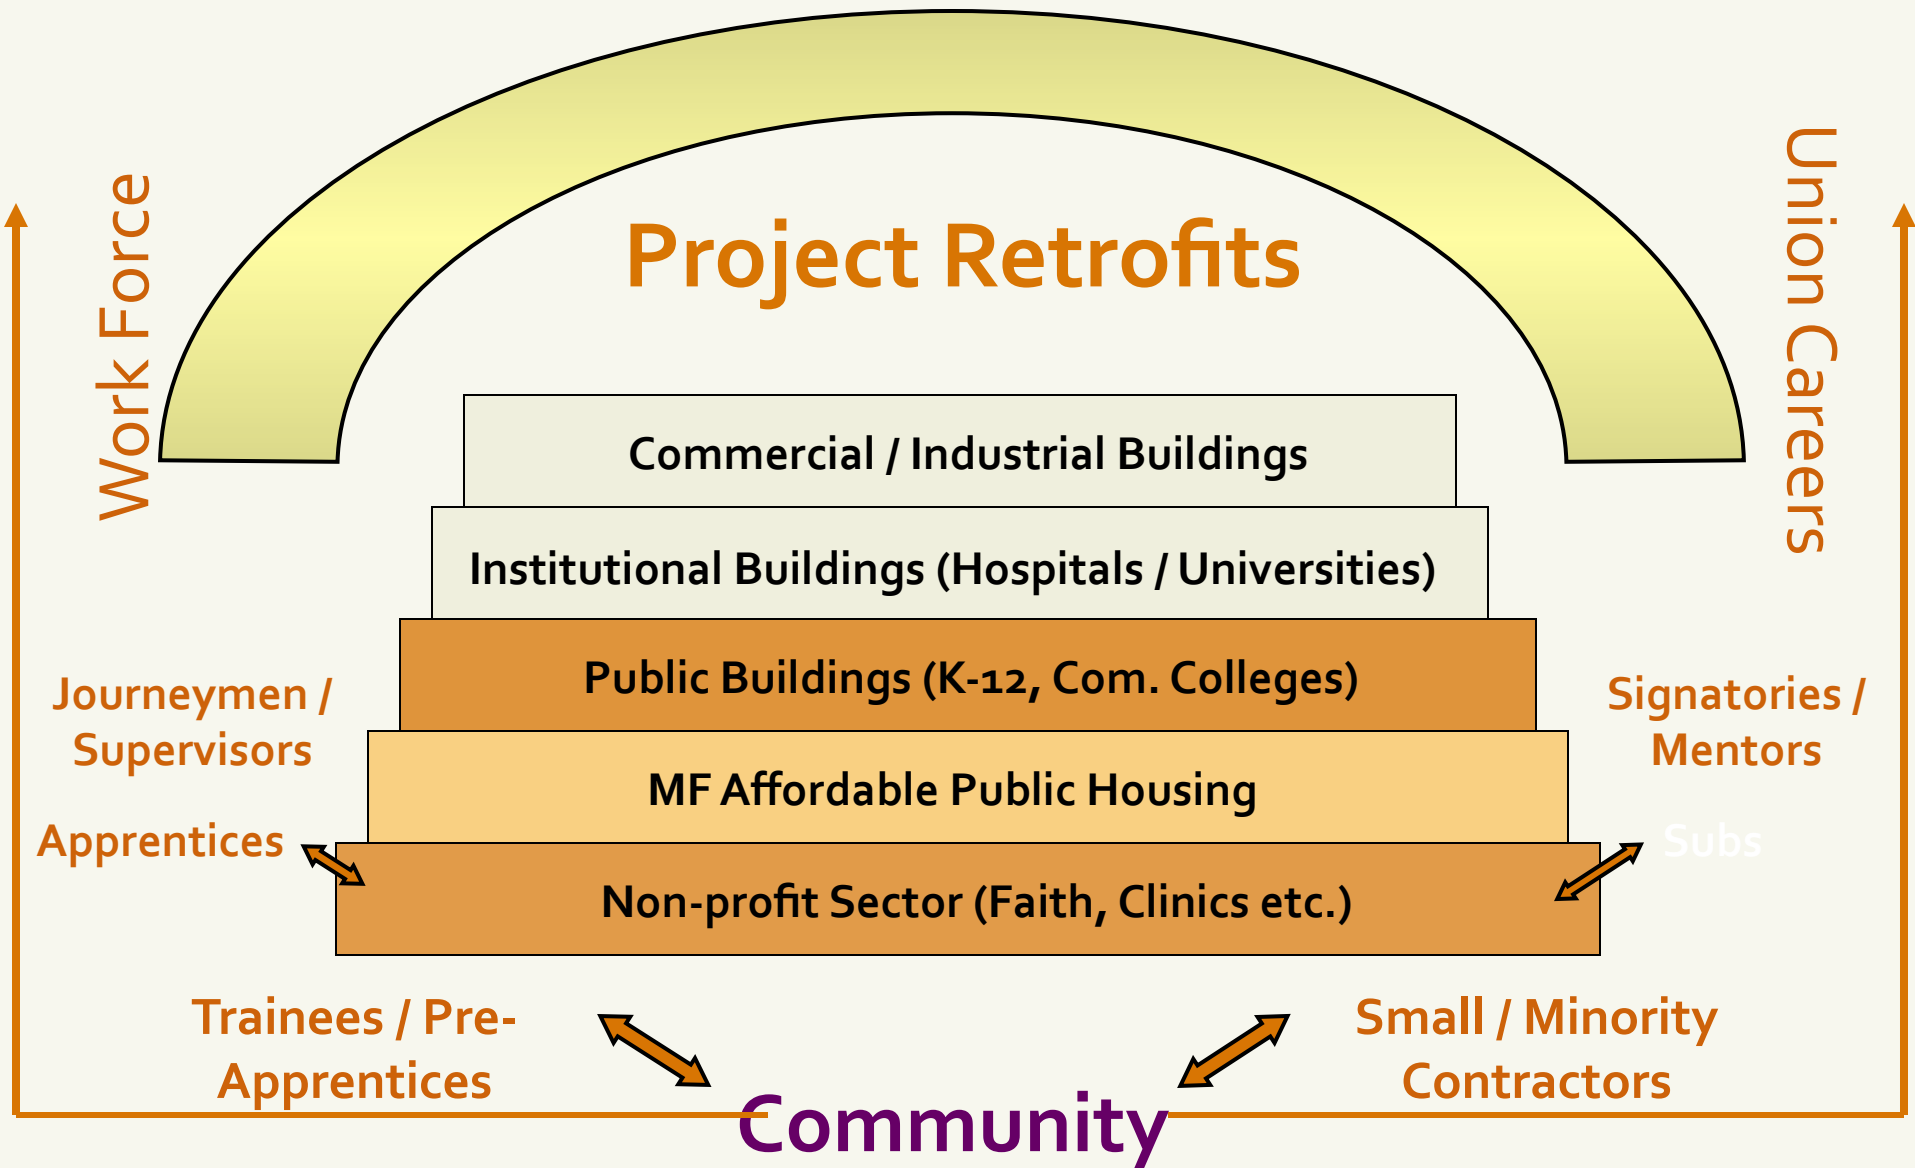 Work Force
Union Careers
Project Retrofits
Commercial / Industrial Buildings
Institutional Buildings (Hospitals / Universities)
Public Buildings (K-12, Com. Colleges)
Journeymen /
Supervisors
Signatories /
Mentors
MF Affordable Public Housing
Apprentices
Subs
Non-profit Sector (Faith, Clinics etc.)
Trainees / Pre-
Apprentices
Small / Minority
Contractors
Community